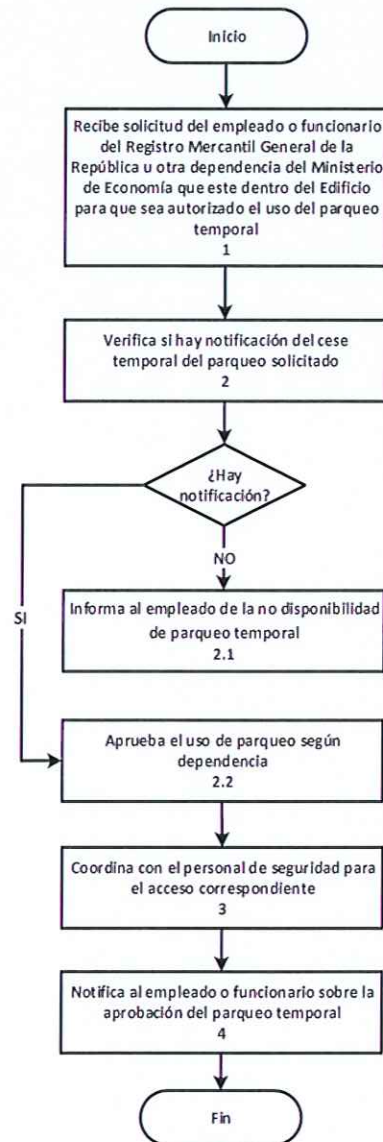 Inicio
Recibe solicitud del empleado o funcionario
del Registro Mercantil General de la
República u otra dependencia del Ministerio
de Economía que este dentro del Edificio
para que sea autorizado el uso del parqueo
temporal
1
Verifica si hay notificación del cese
temporal del parqueo solicitado
2
¿Hay
notificación?
NO
SI
Informa al empleado de la no disponibilidad
de parqueo temporal
2.1
Aprueba el uso de parqueo según
dependencia
2.2
Coordina con el personal de seguridad para
el acceso correspondiente
3
Notifica al empleado o funcionario sobre la
aprobación del parqueo temporal
4
Fin